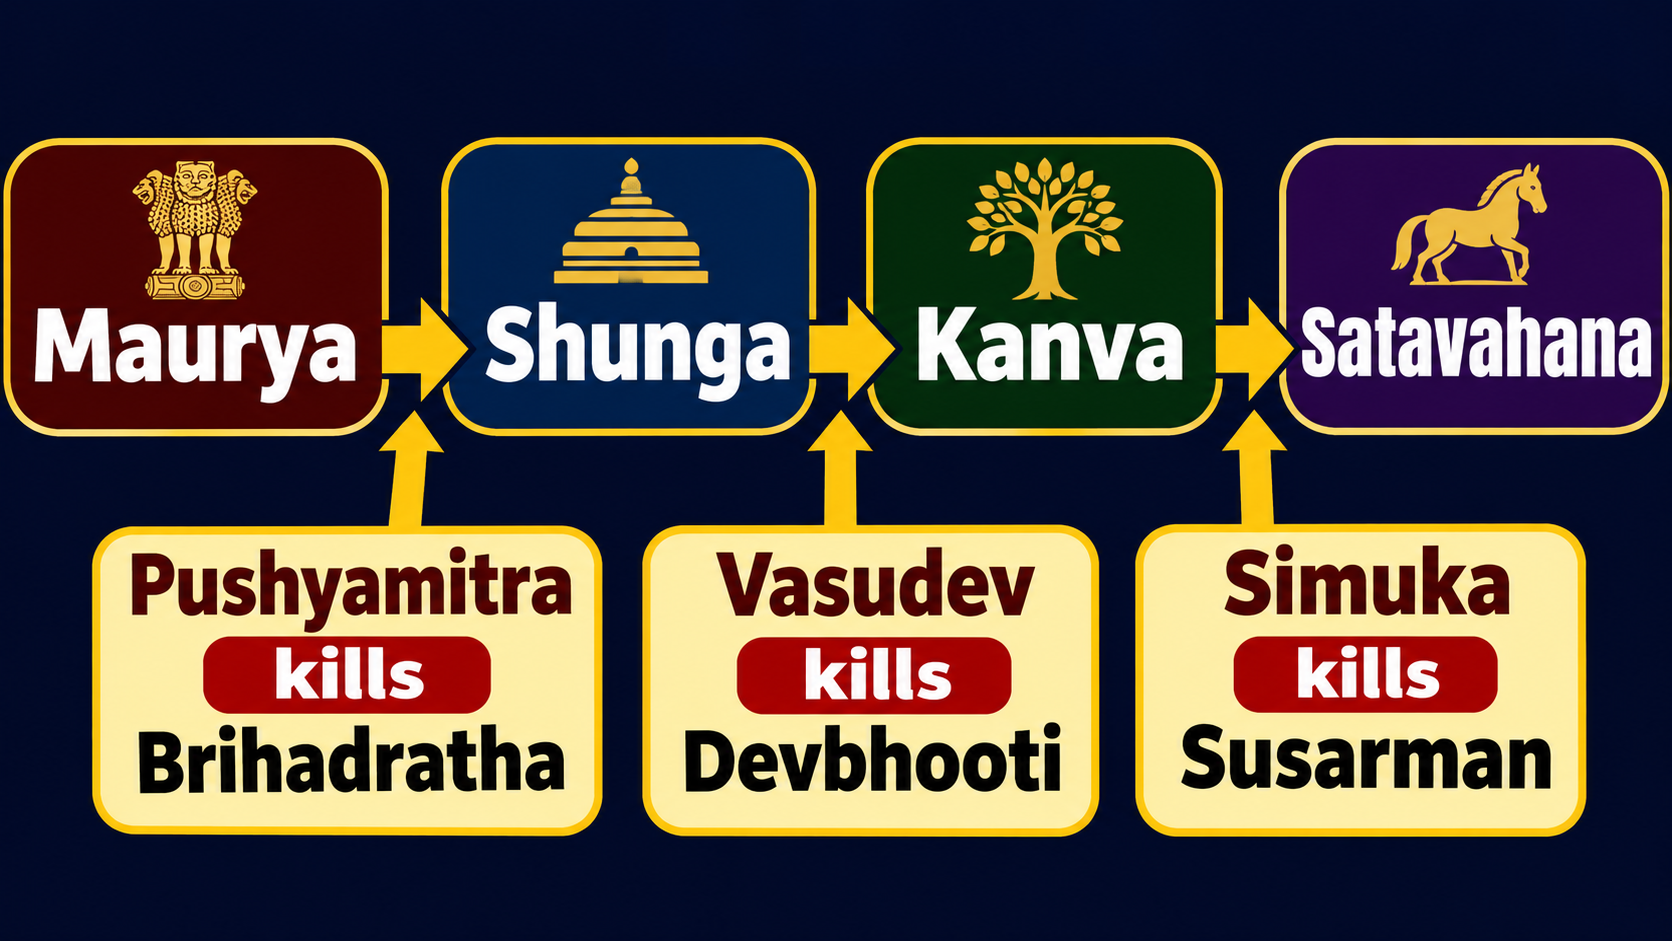 Maurya
Shunga
Kanva
Satavahana
Pushyamitra
kills
Brihadratha
Vasudev
kills
Devbhooti
Simuka
kills
Susarman